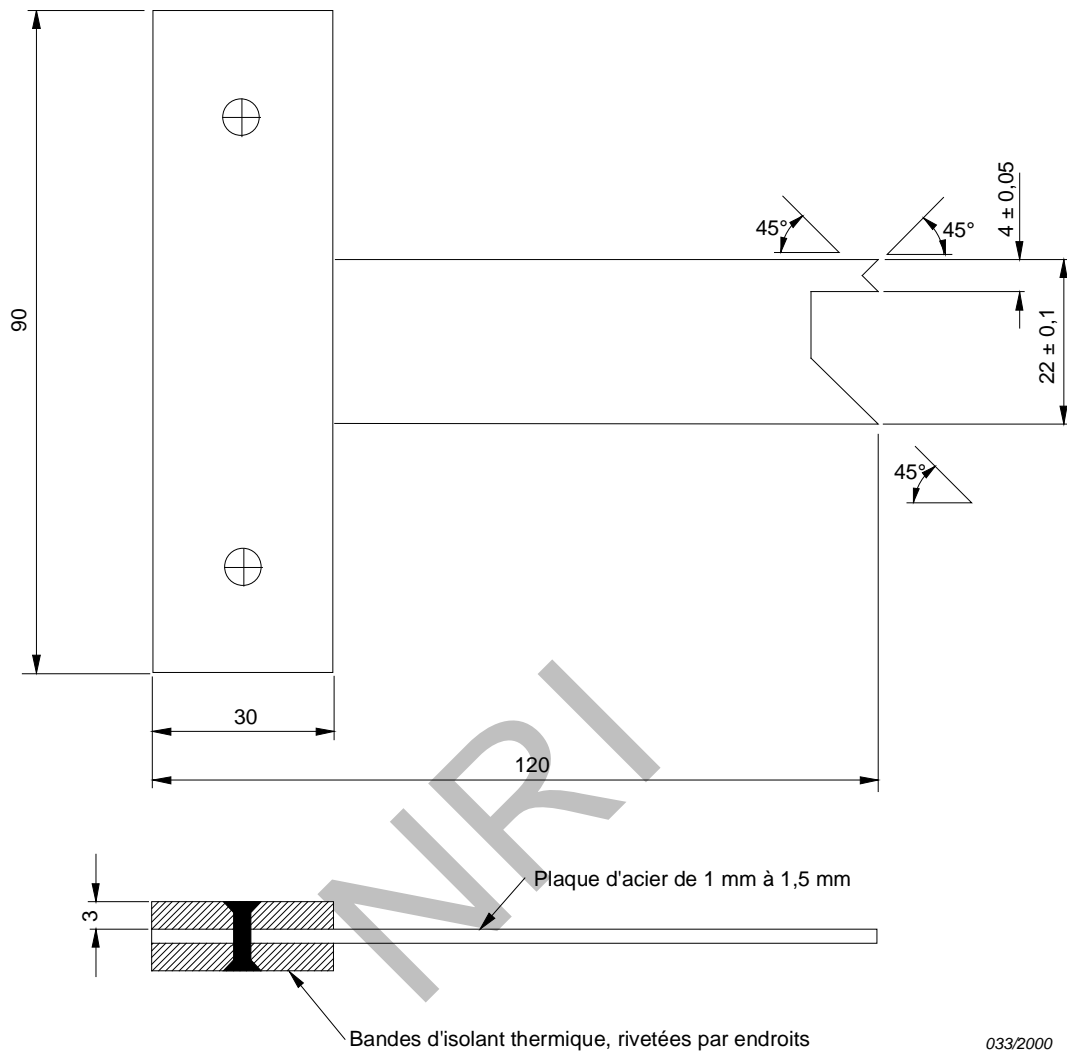 90
45°
45°
4 ± 0,05
22 ± 0,1
45°
30
120
NRI
Plaque d'acier de 1 mm à 1,5 mm
3
Bandes d'isolant thermique, rivetées par endroits
033/2000